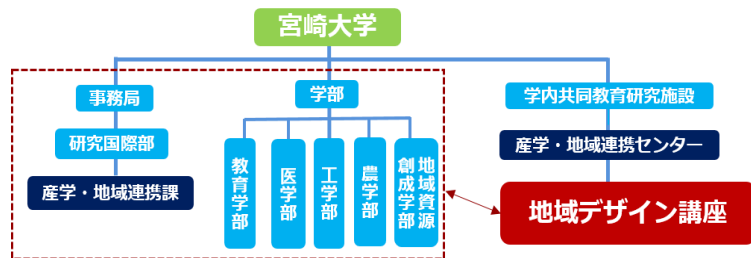 宮崎大学
事務局
学部
学内共同教育研究施設
研究国際部
産学・地域連携センター
産学・地域連携課
教育学部
医学部
工学部
農学部
地域資源
創成学部
地域デザイン講座